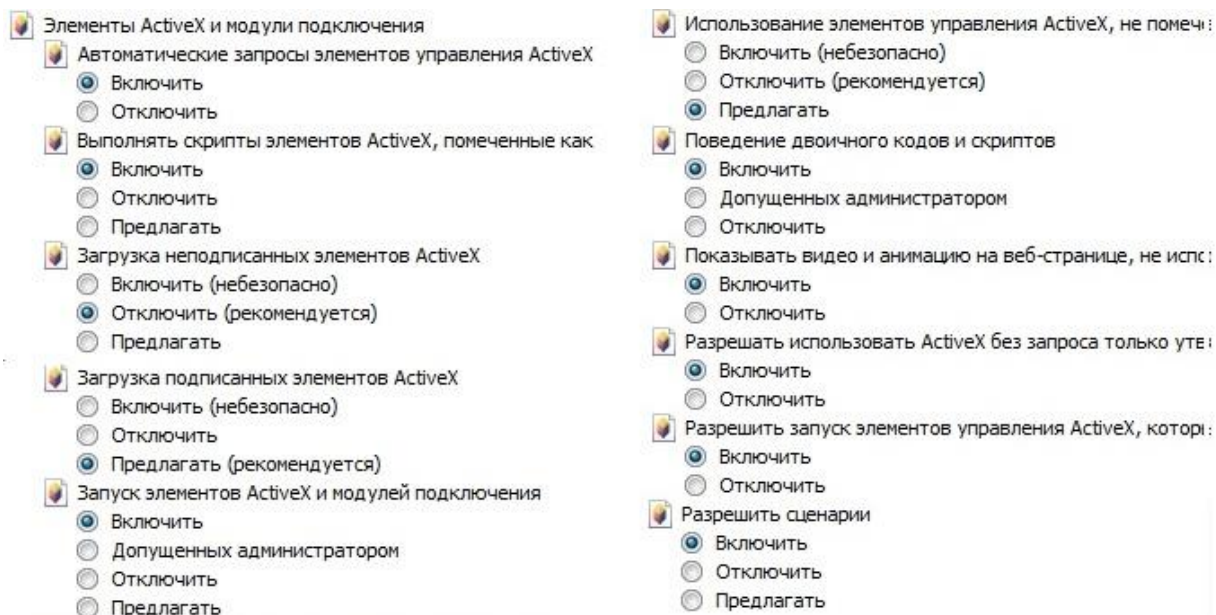 Элементы ActiveX и модули подключения
Автоматические запросы элементов управления ActiveX
Включить
Отключить
Выполнять скрипты элементов ActiveX, помеченные как
Включить
Отключить
Предлагать
Загрузка неподписанных элементов ActiveX
Включить (небезопасно)
Отключить (рекомендуется)
Предлагать
Загрузка подписанных элементов ActiveX
Включить (небезопасно)
Отключить
Предлагать (рекомендуется)
Запуск элементов ActiveX и модулей подключения
Включить
Допущенных администратором
Отключить
Предлагать
Использование элементов управления ActiveX, не
Включить (небезопасно)
Отключить (рекомендуется)
Предлагать
Поведение двоичного кодов и скриптов
Включить
Допущенных администратором
Отключить
Показывать видео и анимацию на веб-странице, не
Включить
Отключить
Разрешать использовать ActiveX без запроса только
Включить
Отключить
Разрешить запуск элементов управления ActiveX,
Включить
Отключить
Разрешить сценарии
Включить
Отключить
Предлагать